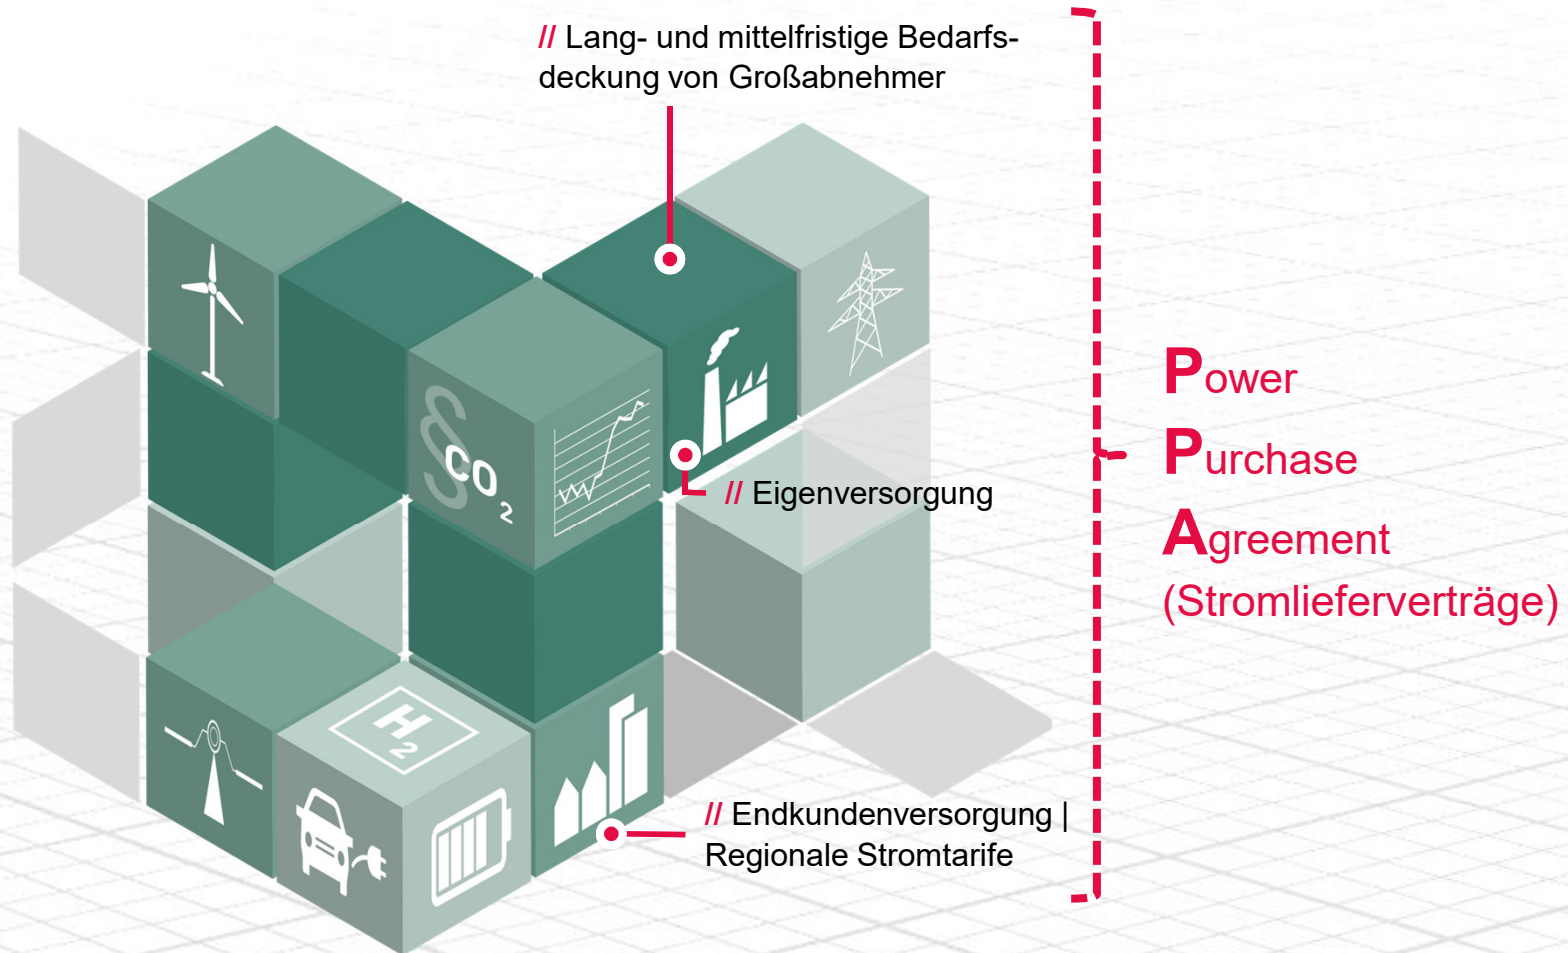 // Lang- und mittelfristige Bedarfs-
deckung von Großabnehmer
§
CO2
// Eigenversorgung
H2
// Endkundenversorgung |
Regionale Stromtarife
Power
Purchase
Agreement
(Stromlieferverträge)